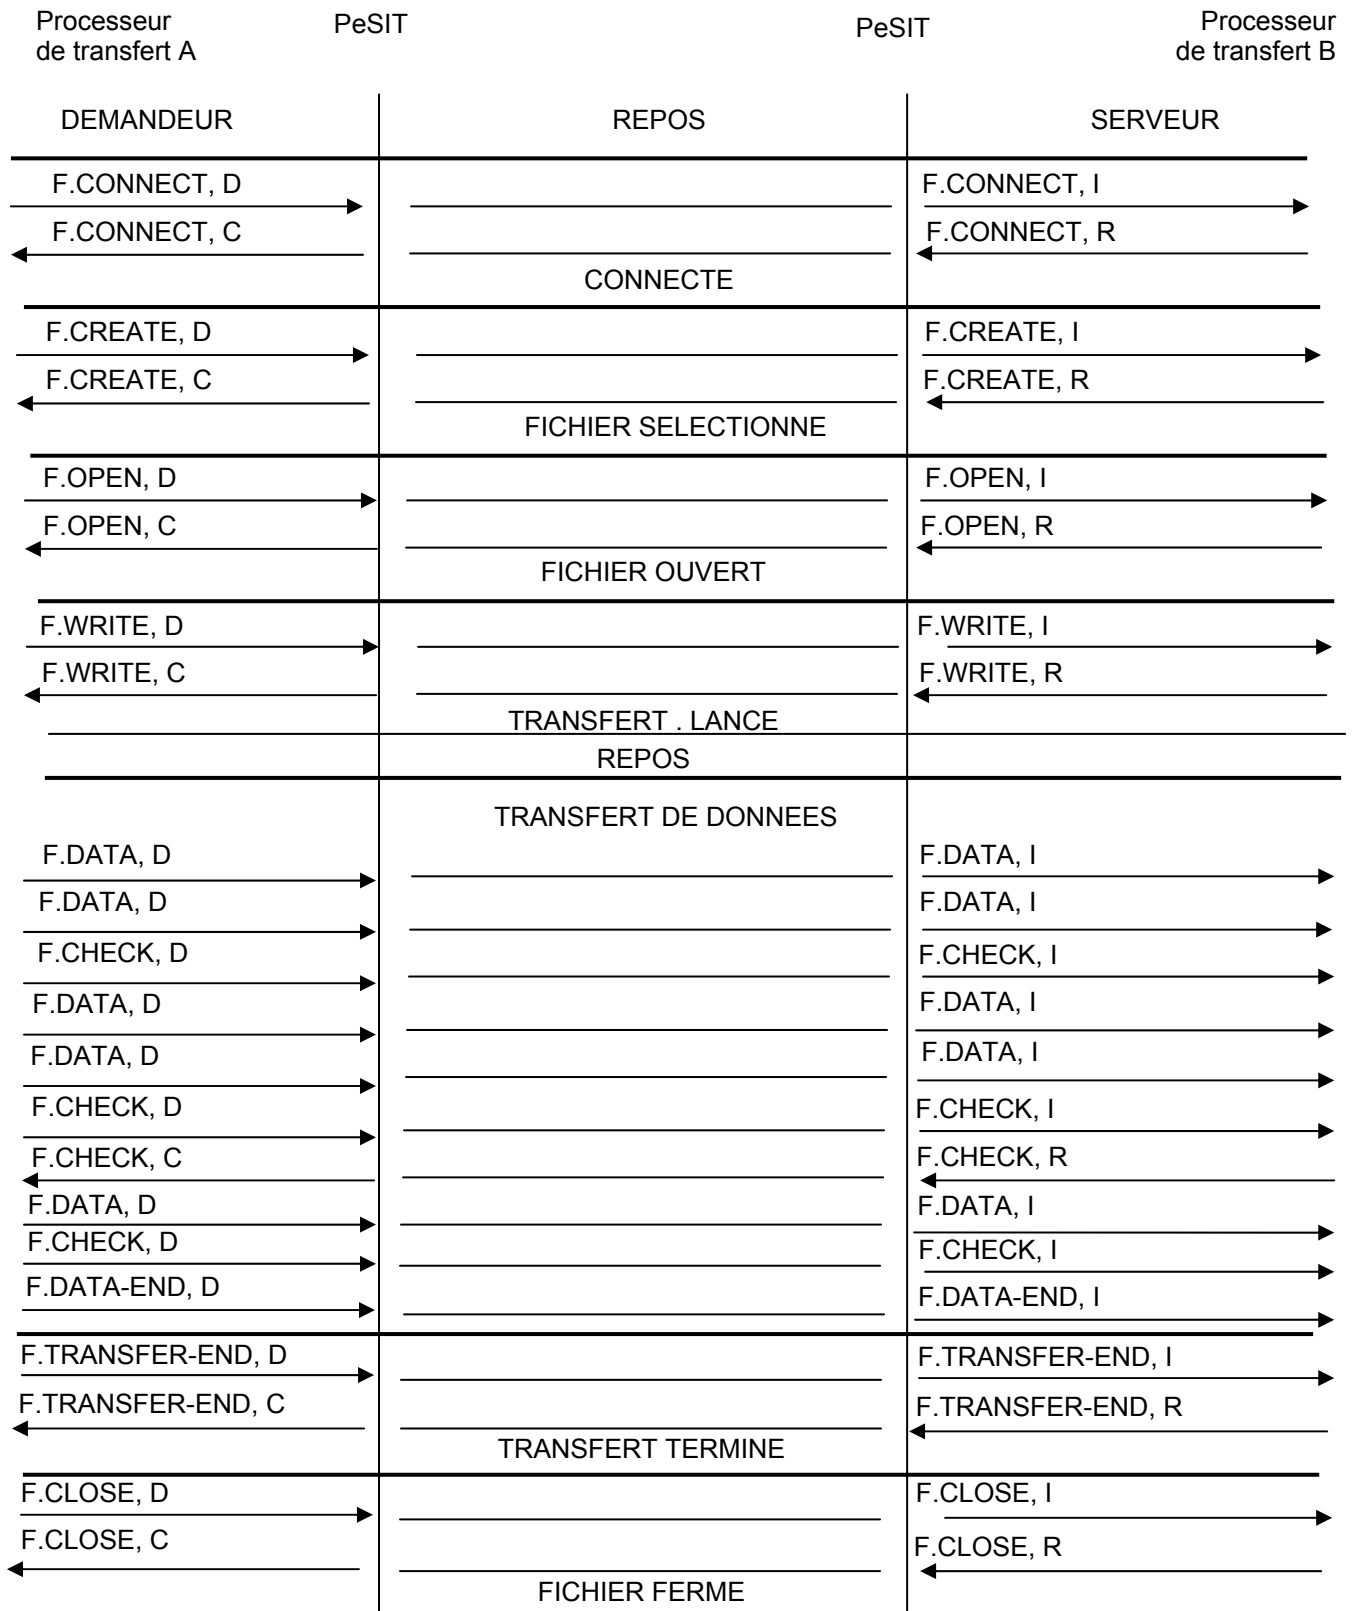 Processeur
de transfert A
PeSIT
PeSIT
Processeur
de transfert B
DEMANDEUR
REPOS
SERVEUR
F.CONNECT, D
F.CONNECT, I
F.CONNECT, C
F.CONNECT, R
CONNECTE
F.CREATE, D
F.CREATE, I
F.CREATE, C
F.CREATE, R
FICHIER SELECTIONNE
F.OPEN, D
F.OPEN, I
F.OPEN, C
F.OPEN, R
FICHIER OUVERT
F.WRITE, D
F.WRITE, I
F.WRITE, C
F.WRITE, R
TRANSFERT . LANCE
REPOS
TRANSFERT DE DONNEES
F.DATA, D
F.DATA, I
F.DATA, D
F.DATA, I
F.CHECK, D
F.CHECK, I
F.DATA, D
F.DATA, I
F.DATA, D
F.DATA, I
F.CHECK, D
F.CHECK, I
F.CHECK, C
F.CHECK, R
F.DATA, D
F.DATA, I
F.CHECK, D
F.CHECK, I
F.DATA-END, D
F.DATA-END, I
F.TRANSFER-END, D
F.TRANSFER-END, I
F.TRANSFER-END, C
F.TRANSFER-END, R
TRANSFERT TERMINE
F.CLOSE, D
F.CLOSE, I
F.CLOSE, C
F.CLOSE, R
FICHIER FERME